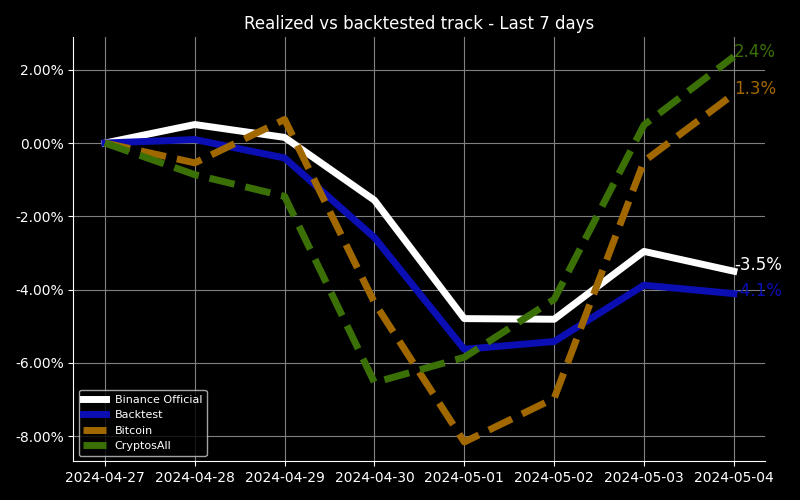 Realized vs backtested track - Last 7 days
2.00%
0.00%
-2.00%
-4.00%
-6.00%
-8.00%
2.4%
1.3%
-3.5%
-4.1%
Binance Official
Backtest
Bitcoin
CryptosAll
2024-04-27 2024-04-28 2024-04-29 2024-04-30 2024-05-01 2024-05-02 2024-05-03 2024-05-04